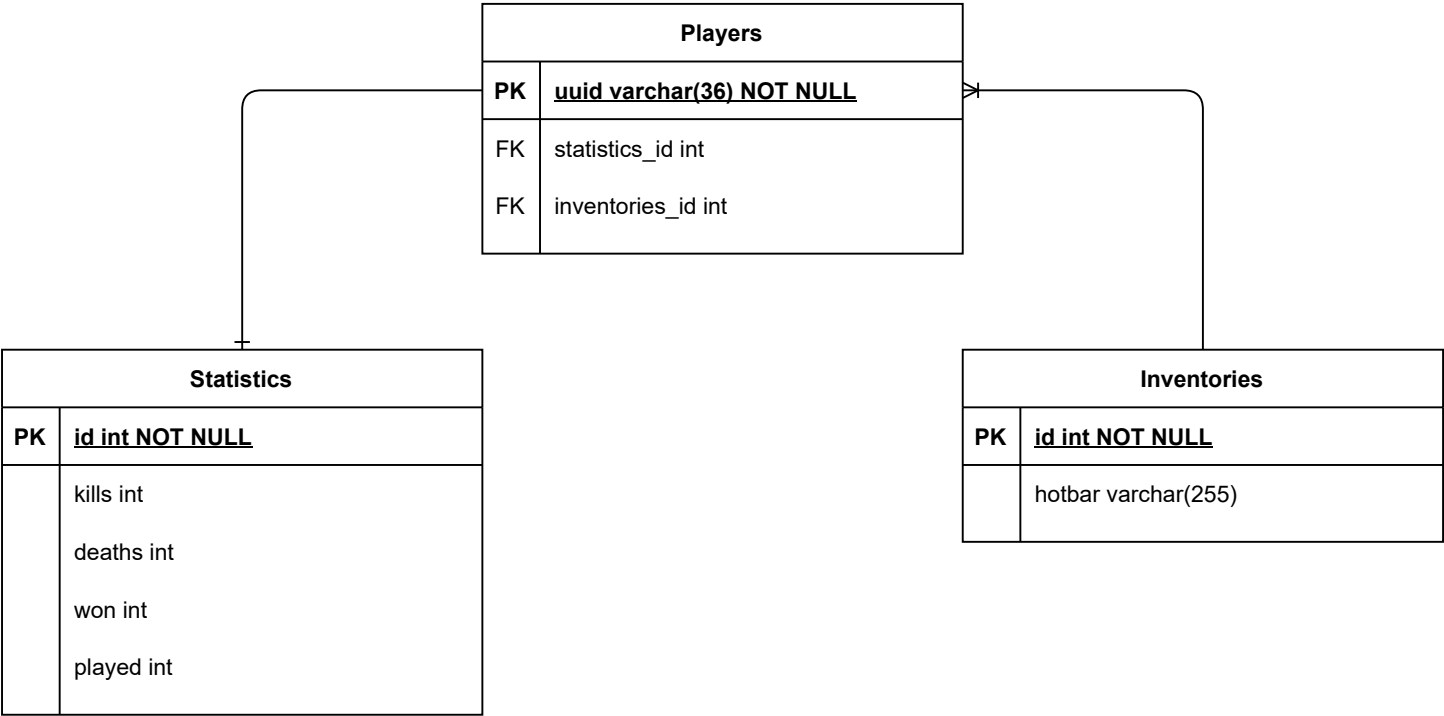 Players
PK uuid varchar(36) NOT NULL
FK statistics_id int
FK inventories_id int
Statistics
PK id int NOT NULL
kills int
deaths int
won int
played int
Inventories
PK id int NOT NULL
hotbar varchar(255)